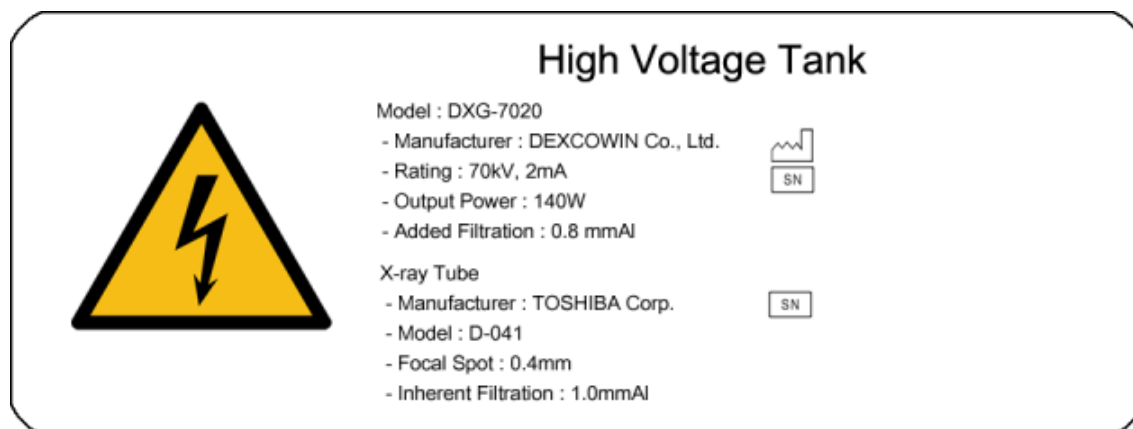 High Voltage Tank
Model : DXG-7020
- Manufacturer : DEXCOWIN Co., Ltd.
- Rating : 70kV, 2mA
SN
- Output Power : 140W
- Added Filtration : 0.8 mmAl
X-ray Tube
- Manufacturer : TOSHIBA Corp.
SN
- Model : D-041
- Focal Spot : 0.4mm
- Inherent Filtration : 1.0mmAl